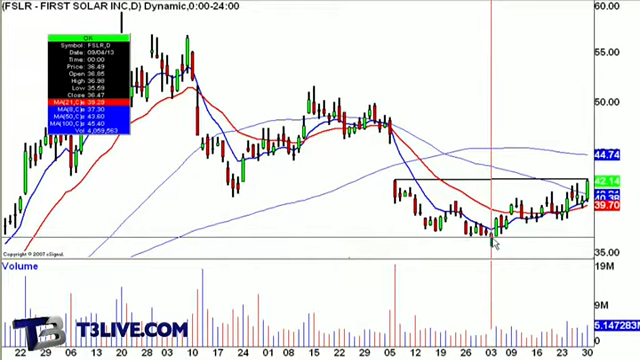 (FSLR - FIRST SOLAR INC,D) Dynamic,0:00-24:00
60.00
OK
Symbol: FSLR,D
Date: 09/04/13
Time: 00:00
Price: 36.49
Open 36.85
High 36.98
Low 35.59
Close 36.47
MA(21,C)= 39.28
MA(8,C)= 37.30
MA(50,C)= 43.60
MA(100,C)= 45.40
Vol 4,059,563
55.00
50.00
44.74
42.14
40.38
39.70
35.00
Copyright © 2007 eSignal.
Volume
19M
9M
5.147283M
T3 T3LIVE.COM
22 29 06 13 20 28 03 10 17 24 01 08 15 22 29 05 12 19 26 03 09 16 23 30